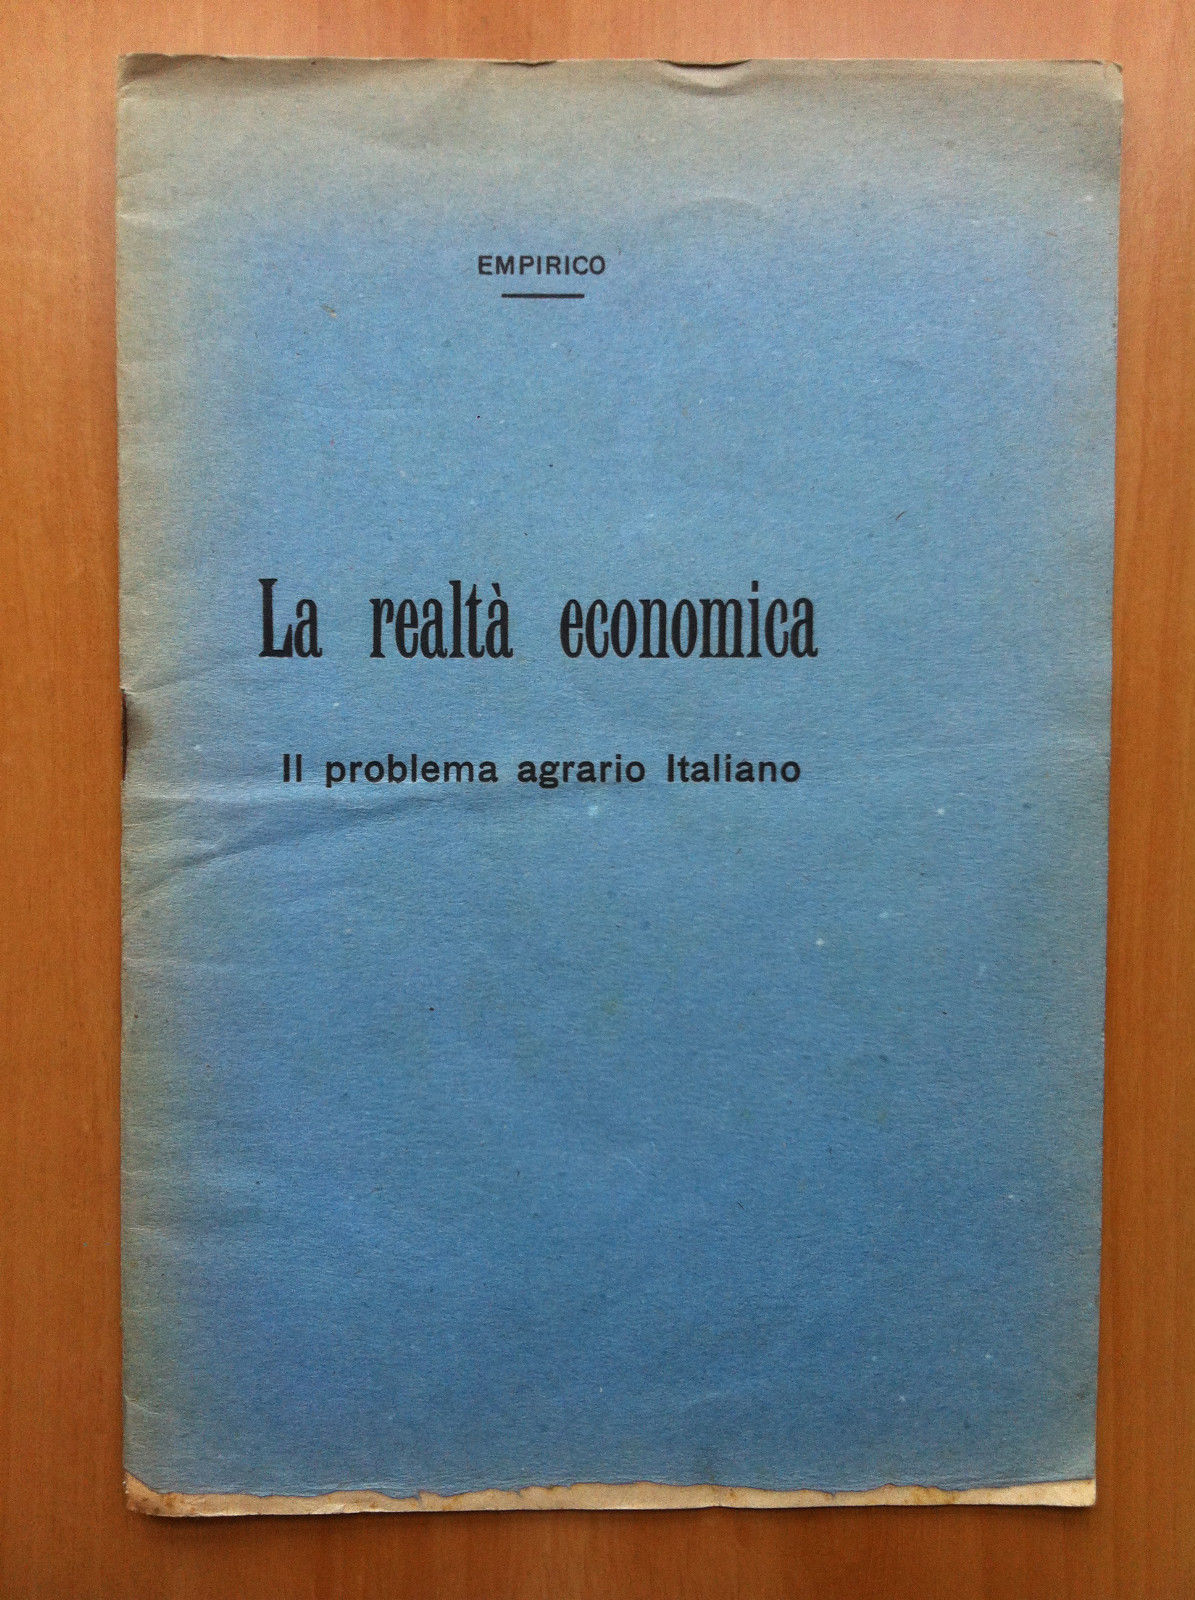 EMPIRICO
La realtà economica
Il problema agrario Italiano